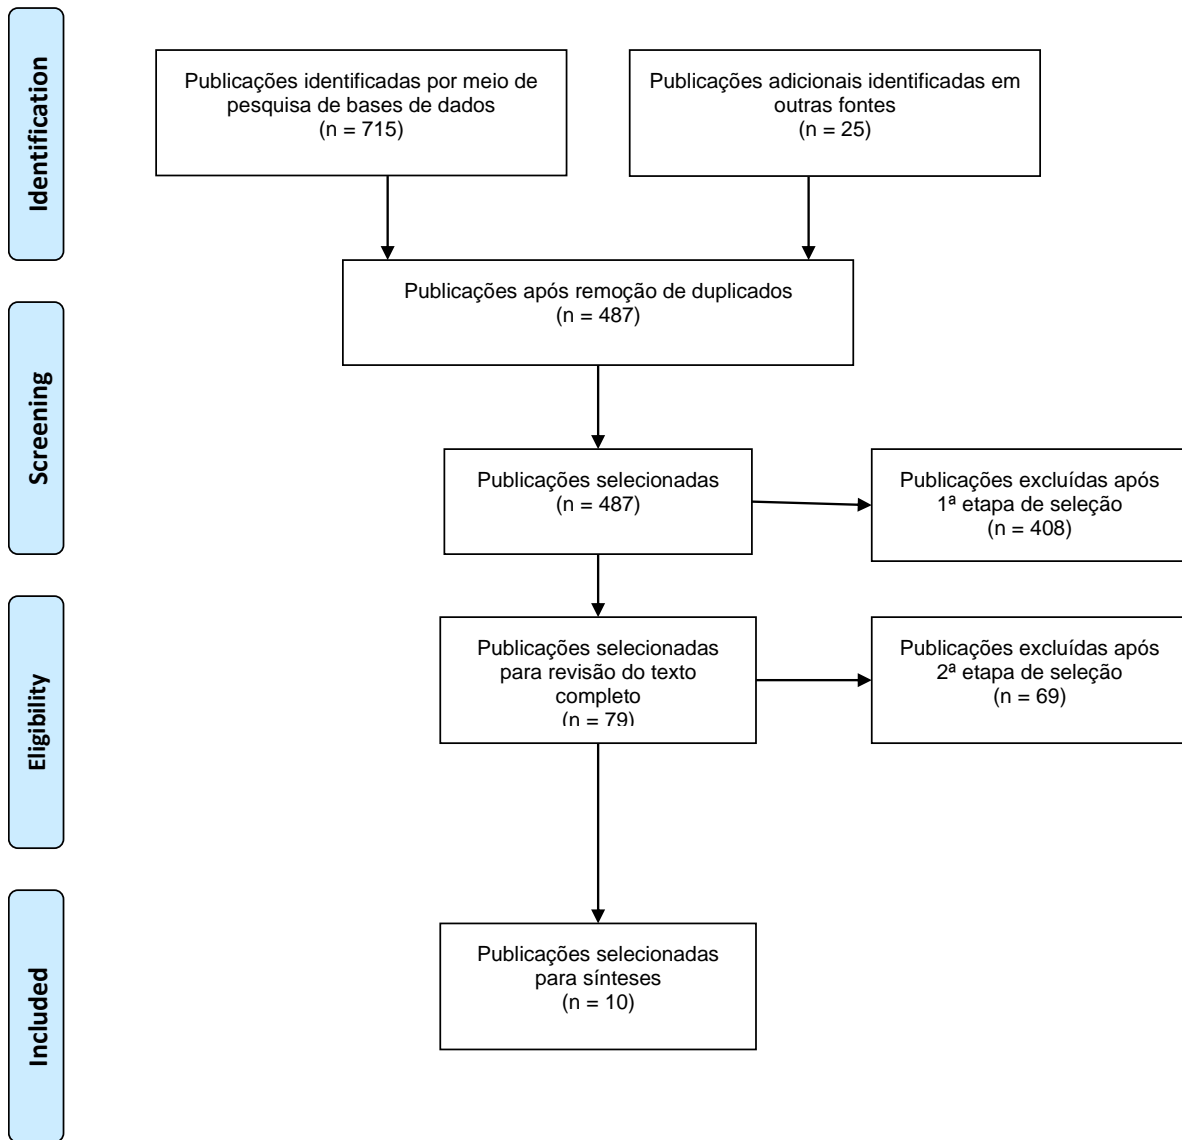 Identification
Publicações identificadas por meio de
pesquisa de bases de dados
(n = 715)
Publicações adicionais identificadas em
outras fontes
(n = 25)
Publicações após remoção de duplicados
(n = 487)
Screening
Publicações selecionadas
(n = 487)
Publicações excluídas após
1ª etapa de seleção
(n = 408)
Eligibility
Publicações selecionadas
para revisão do texto
completo
(n = 79)
Publicações excluídas após
2ª etapa de seleção
(n = 69)
Included
Publicações selecionadas
para sínteses
(n = 10)